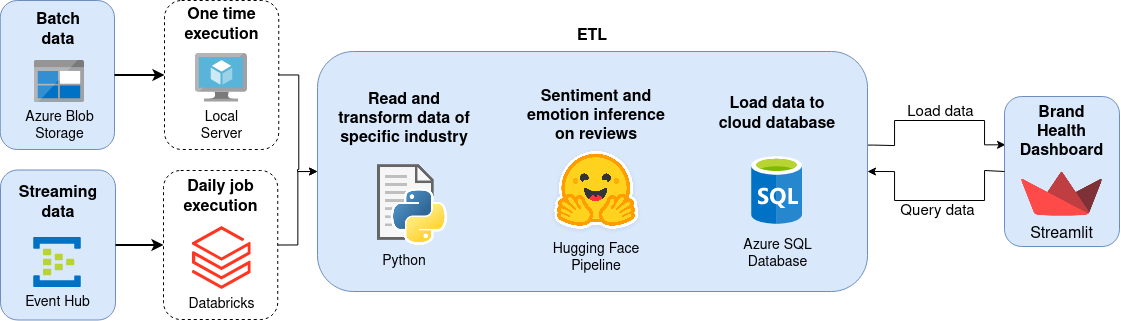 Batch
data
Azure Blob
Storage
One time
execution
Local
Server
Streaming
data
Event Hub
Daily job
execution
Databricks
ETL
Read and
transform data of
specific industry
Python
Sentiment and
emotion inference
on reviews
Hugging Face
Pipeline
Load data to
cloud database
SQL
Azure SQL
Database
Load data
Query data
Brand
Health
Dashboard
Streamlit